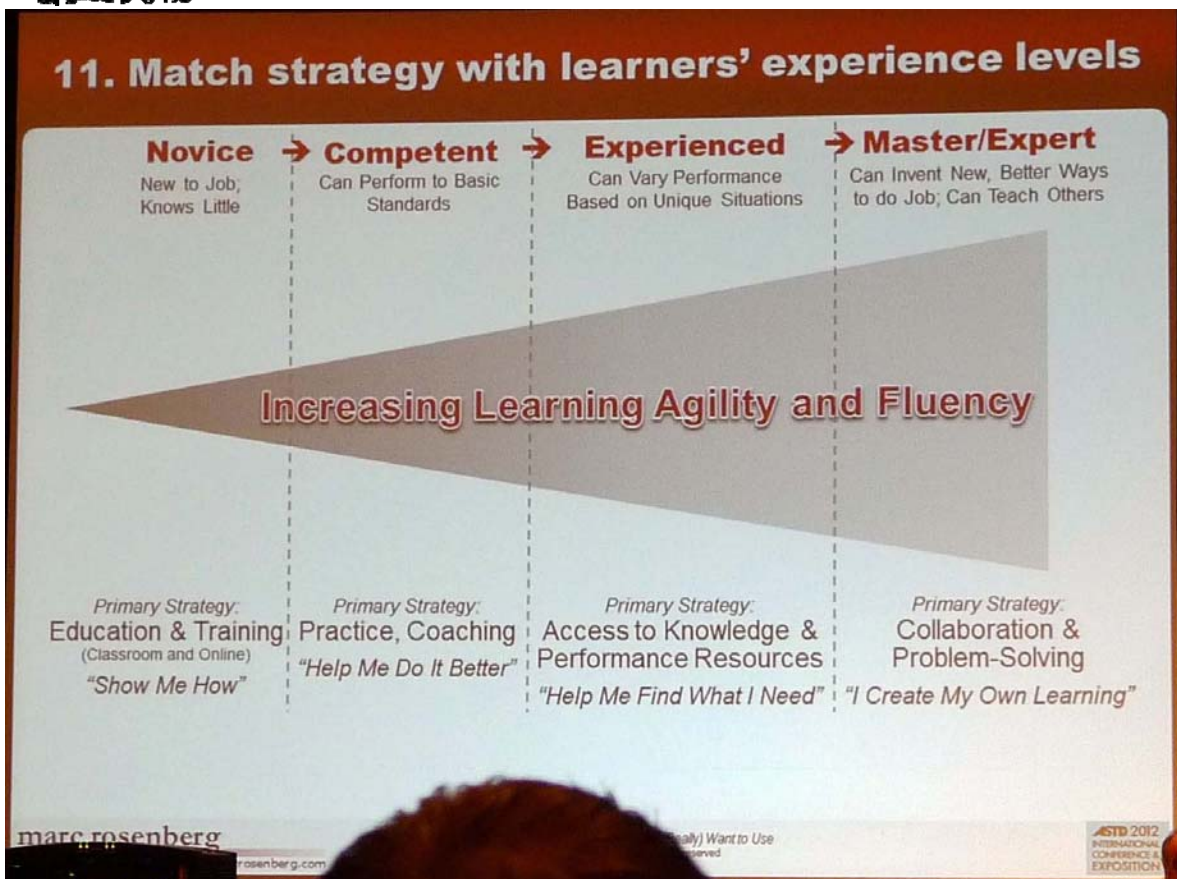 11. Match strategy with learners' experience levels
Novice → Competent → Experienced → Master/Expert
New to Job;
Knows Little
Can Perform to Basic
Standards
Can Vary Performance
Based on Unique Situations
Can Invent New, Better Ways
to do Job; Can Teach Others
Increasing Learning Agility and Fluency
Primary Strategy:
Education & Training
(Classroom and Online)
"Show Me How"
Primary Strategy:
Practice, Coaching
"Help Me Do It Better"
Primary Strategy:
Access to Knowledge &
Performance Resources
"Help Me Find What I Need"
Primary Strategy:
Collaboration &
Problem-Solving
"I Create My Own Learning"
marc rosenberg
rosenberg.com
Want to Use
ASTD 2012
INTERNATIONAL
CONFERENCE &
EXPOSITION